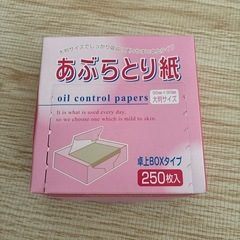 あぶらとり紙
oil control papers
大判サイズ
It is what is used every day,
so we choose one which is mild to skin.
卓上BOXタイプ
250枚入